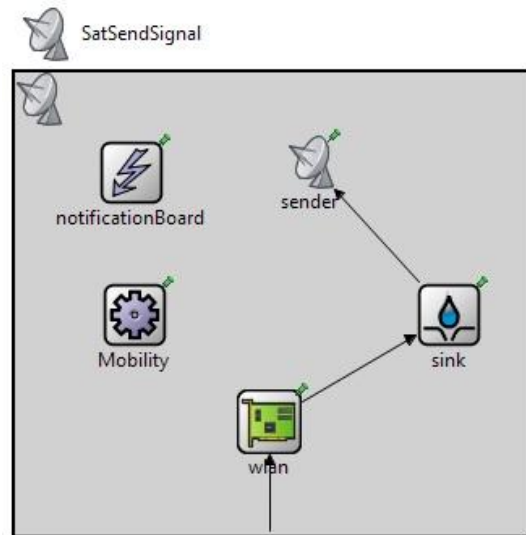 SatSendSignal
notificationBoard
sender
Mobility
sink
wlan